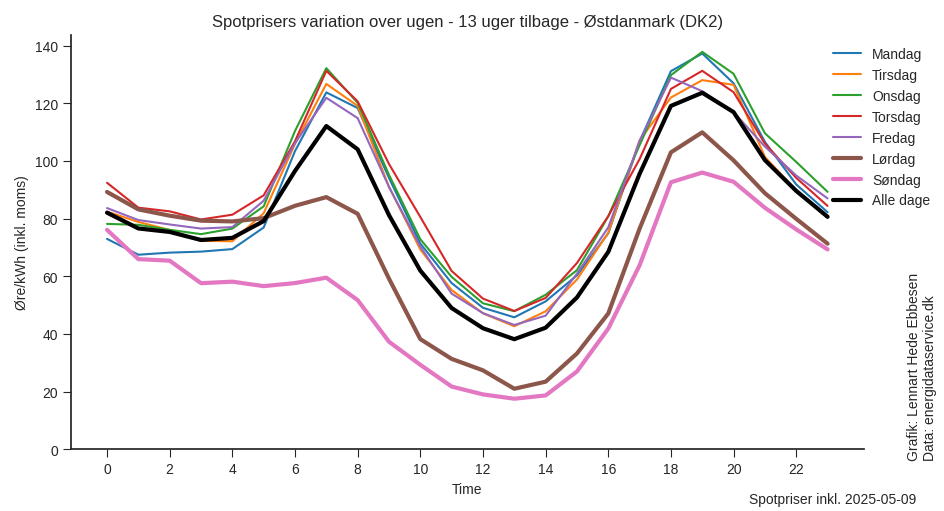 Spotprisers variation over ugen - 13 uger tilbage - Østdanmark (DK2)
140
120
100
80
60
40
20
0
Øre/kWh (inkl. moms)
0 2 4 6 8 10 12 14 16 18 20 22
Time
Mandag
Tirsdag
Onsdag
Torsdag
Fredag
Lørdag
Søndag
Alle dage
Grafik: Lennart Hede Ebbesen
Data: energidataservice.dk
Spotpriser inkl. 2025-05-09